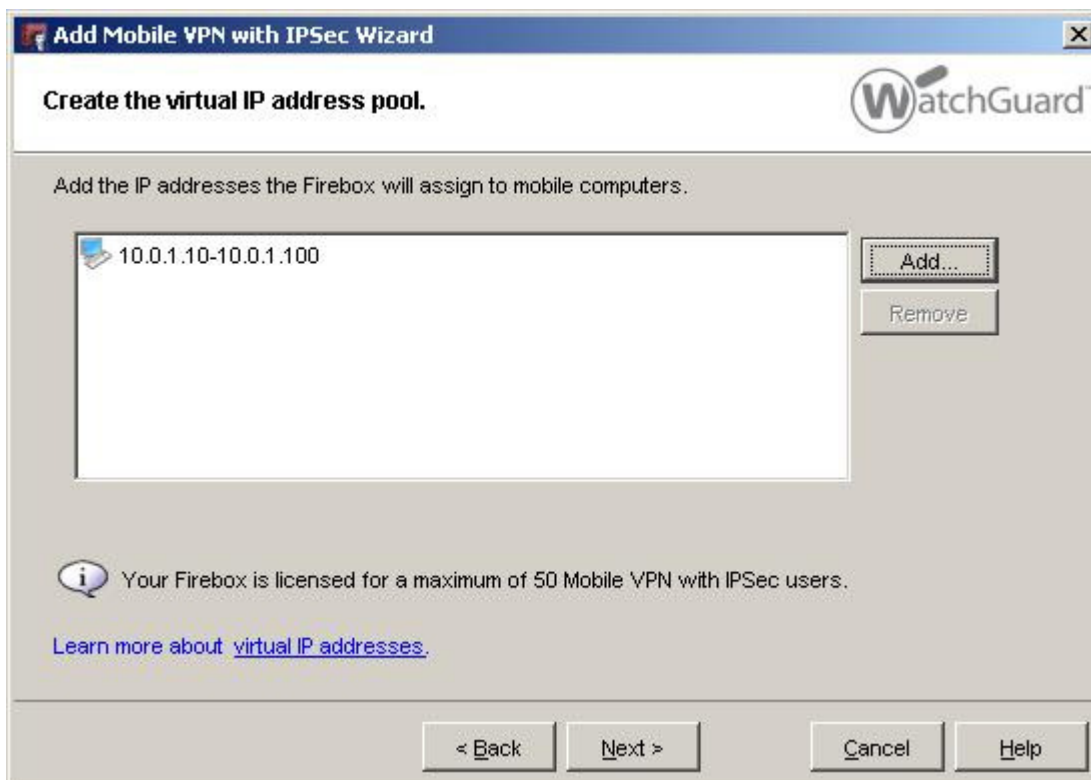 Add Mobile VPN with IPSec Wizard
Create the virtual IP address pool.
WatchGuard
Add the IP addresses the Firebox will assign to mobile computers.
10.0.1.10-10.0.1.100
Add...
Remove
i
Your Firebox is licensed for a maximum of 50 Mobile VPN with IPSec users.
Learn more about virtual IP addresses.
< Back Next > Cancel Help